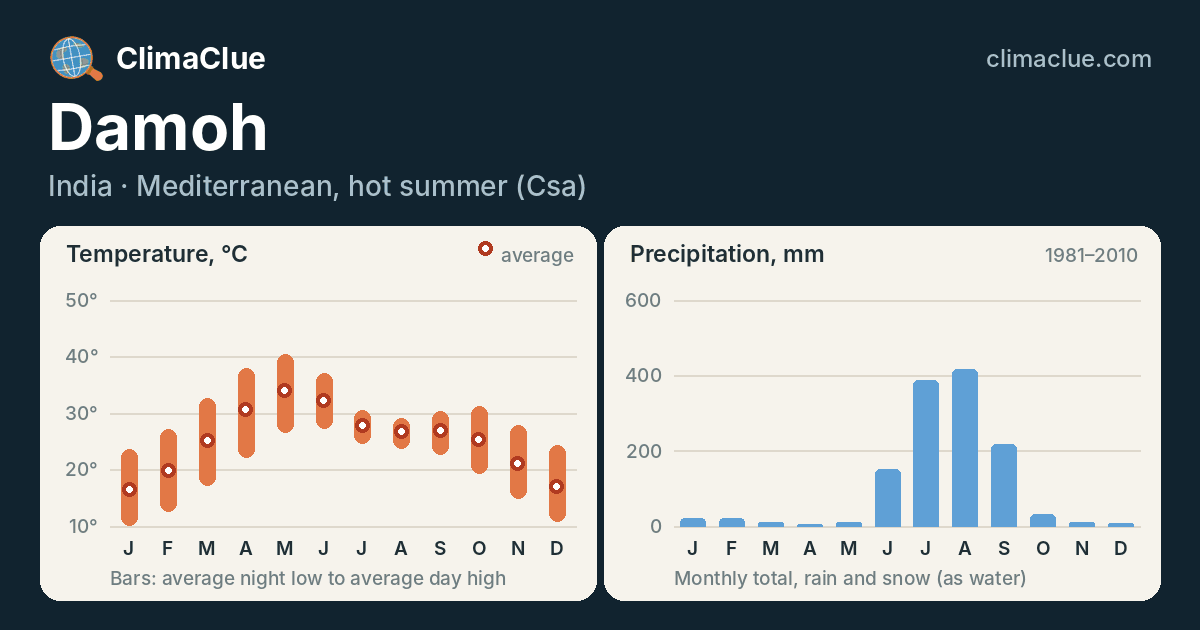 ClimaClue
climaclue.com
Damoh
India · Mediterranean, hot summer (Csa)
Temperature, °C
average
50°
40°
30°
20°
10°
J F M A M J J A S O N D
Bars: average night low to average day high
Precipitation, mm
1981–2010
600
400
200
0
J F M A M J J A S O N D
Monthly total, rain and snow (as water)